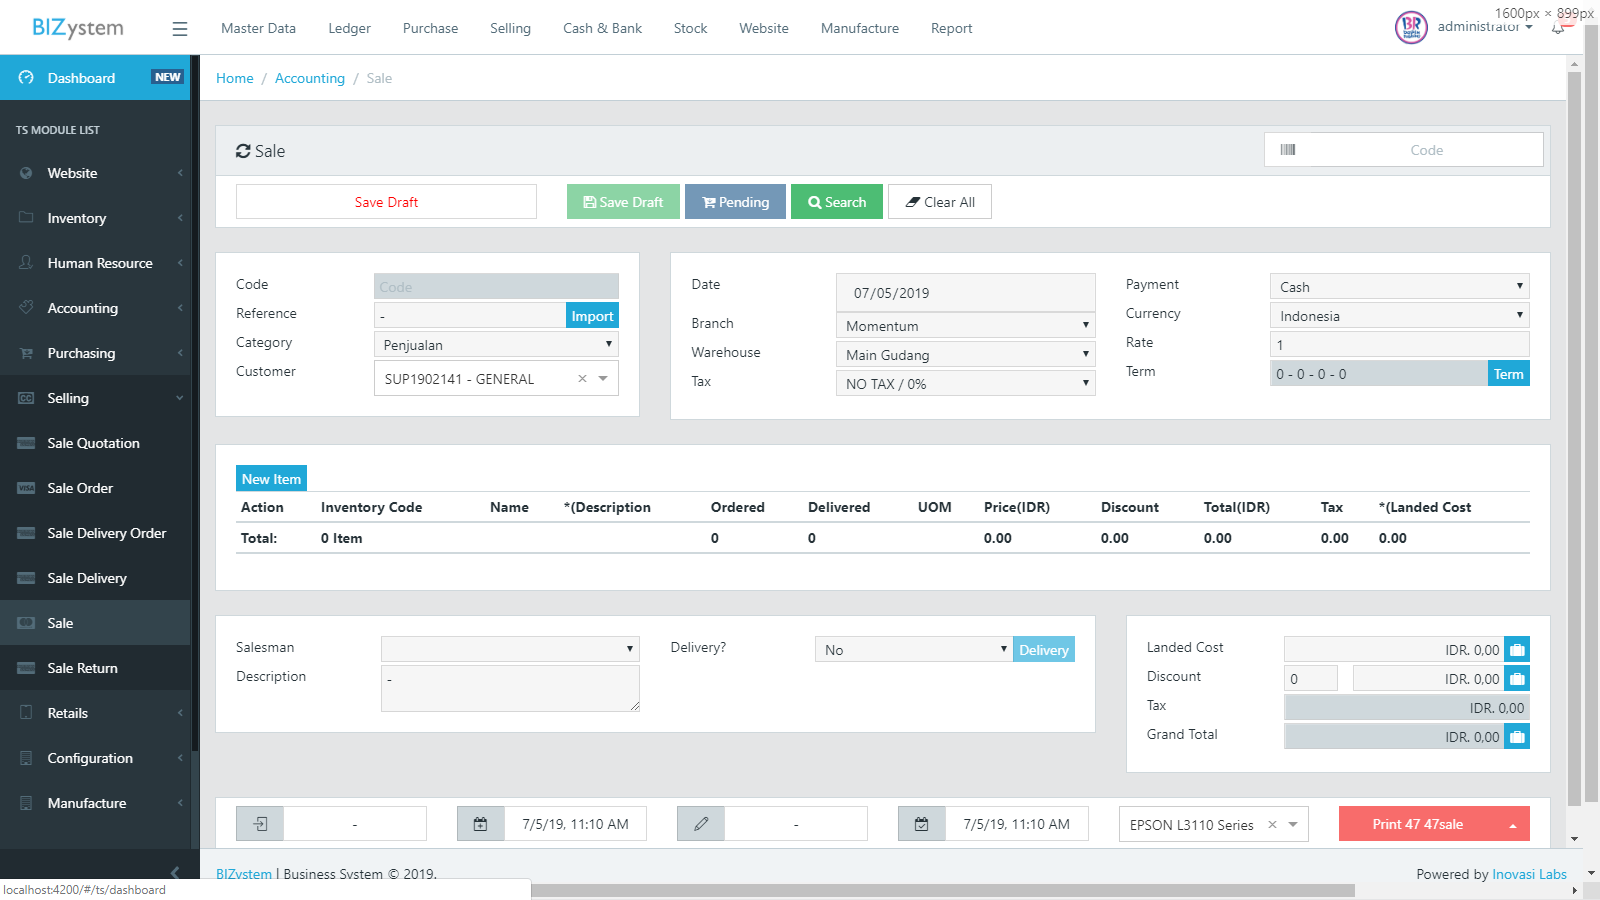 1600px × 899px
BIZystem
Master Data Ledger Purchase Selling Cash & Bank Stock Website Manufacture Report
administrator
Dashboard NEW
Home / Accounting / Sale
TS MODULE LIST
Website
Inventory
Human Resource
Accounting
Purchasing
Selling
Sale Quotation
Sale Order
Sale Delivery Order
Sale Delivery
Sale
Sale Return
Retails
Configuration
Manufacture
Sale
Code
Save Draft Save Draft Pending Search Clear All
Code Code
Reference - Import
Category Penjualan
Customer SUP1902141 - GENERAL
Date 07/05/2019
Branch Momentum
Warehouse Main Gudang
Tax NO TAX / 0%
Payment Cash
Currency Indonesia
Rate 1
Term 0 - 0 - 0 - 0 Term
New Item
Action Inventory Code Name *(Description Ordered Delivered UOM Price(IDR) Discount Total(IDR) Tax *(Landed Cost
Total: 0 Item 0 0 0.00 0.00 0.00 0.00 0.00
Salesman
Delivery? No Delivery
Description -
Landed Cost IDR. 0,00
Discount 0 IDR. 0,00
Tax IDR. 0,00
Grand Total IDR. 0,00
- 7/5/19, 11:10 AM - 7/5/19, 11:10 AM EPSON L3110 Series × Print 47 47sale
BIZystem | Business System © 2019.
Powered by Inovasi Labs
localhost:4200/#/ts/dashboard